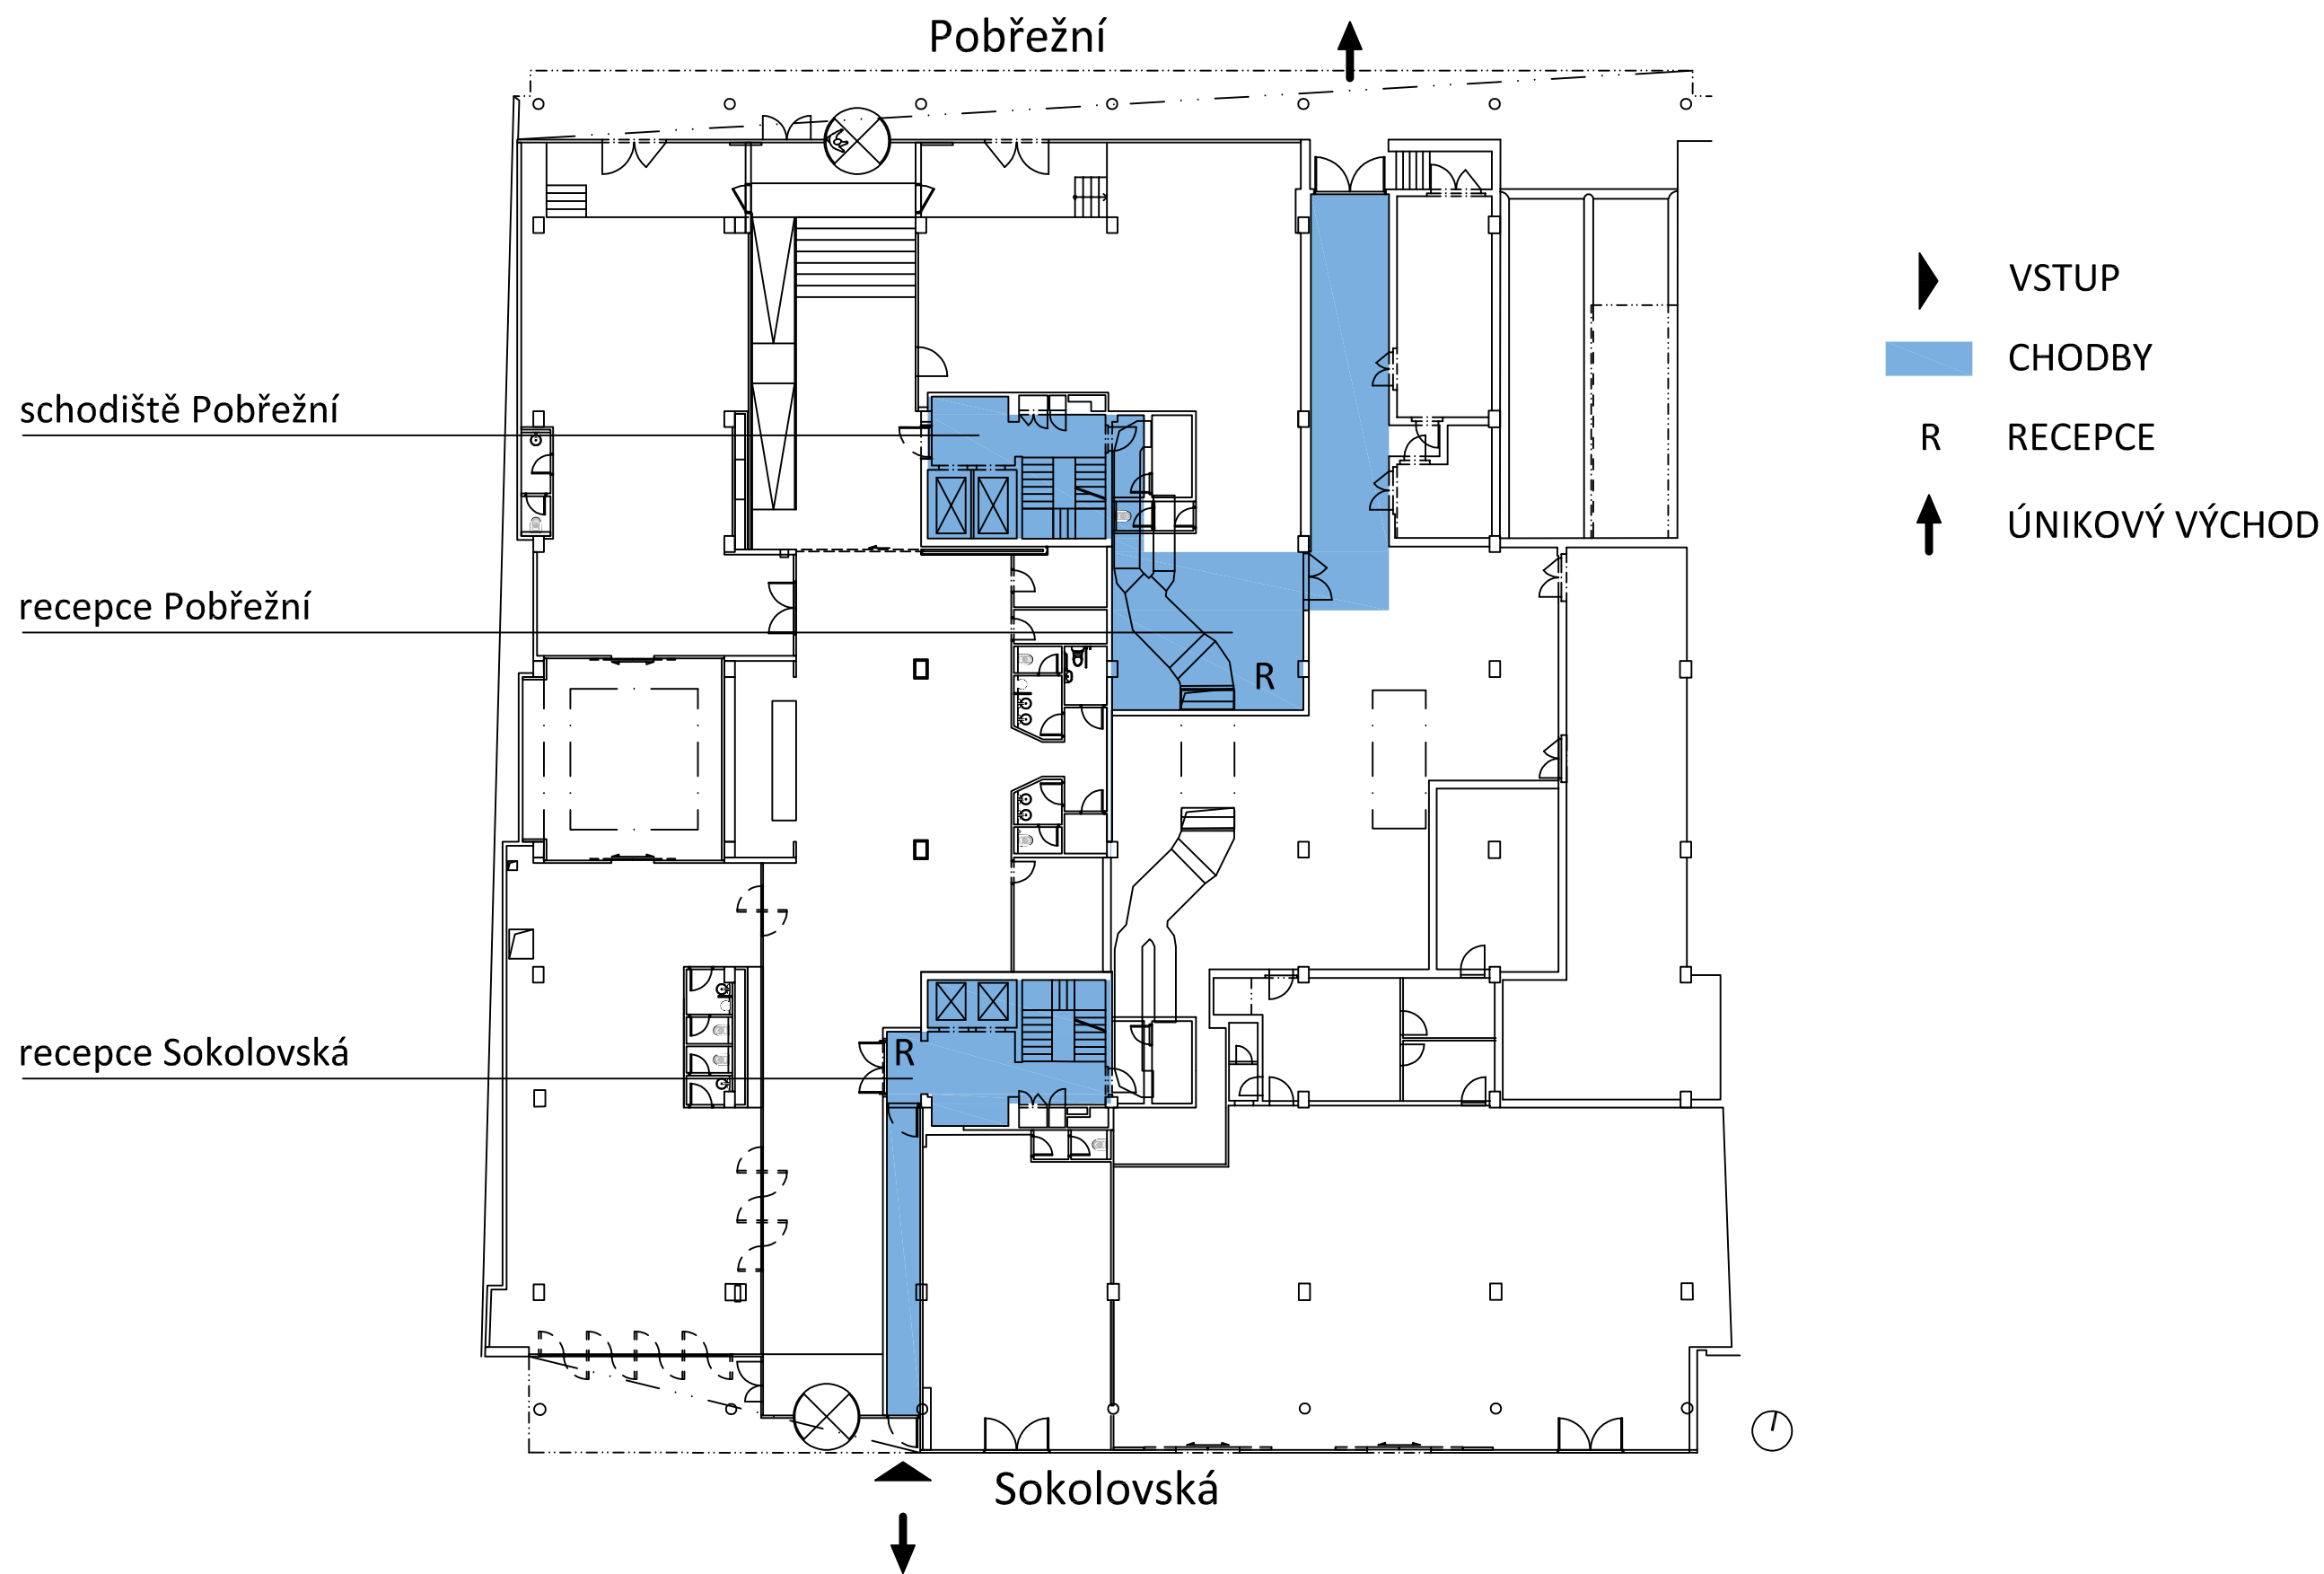 Pobřežní
VSTUP
CHODBY
schodiště Pobřežní
R RECEPCE
ÚNIKOVÝ VÝCHOD
recepce Pobřežní
R
recepce Sokolovská
R
Sokolovská